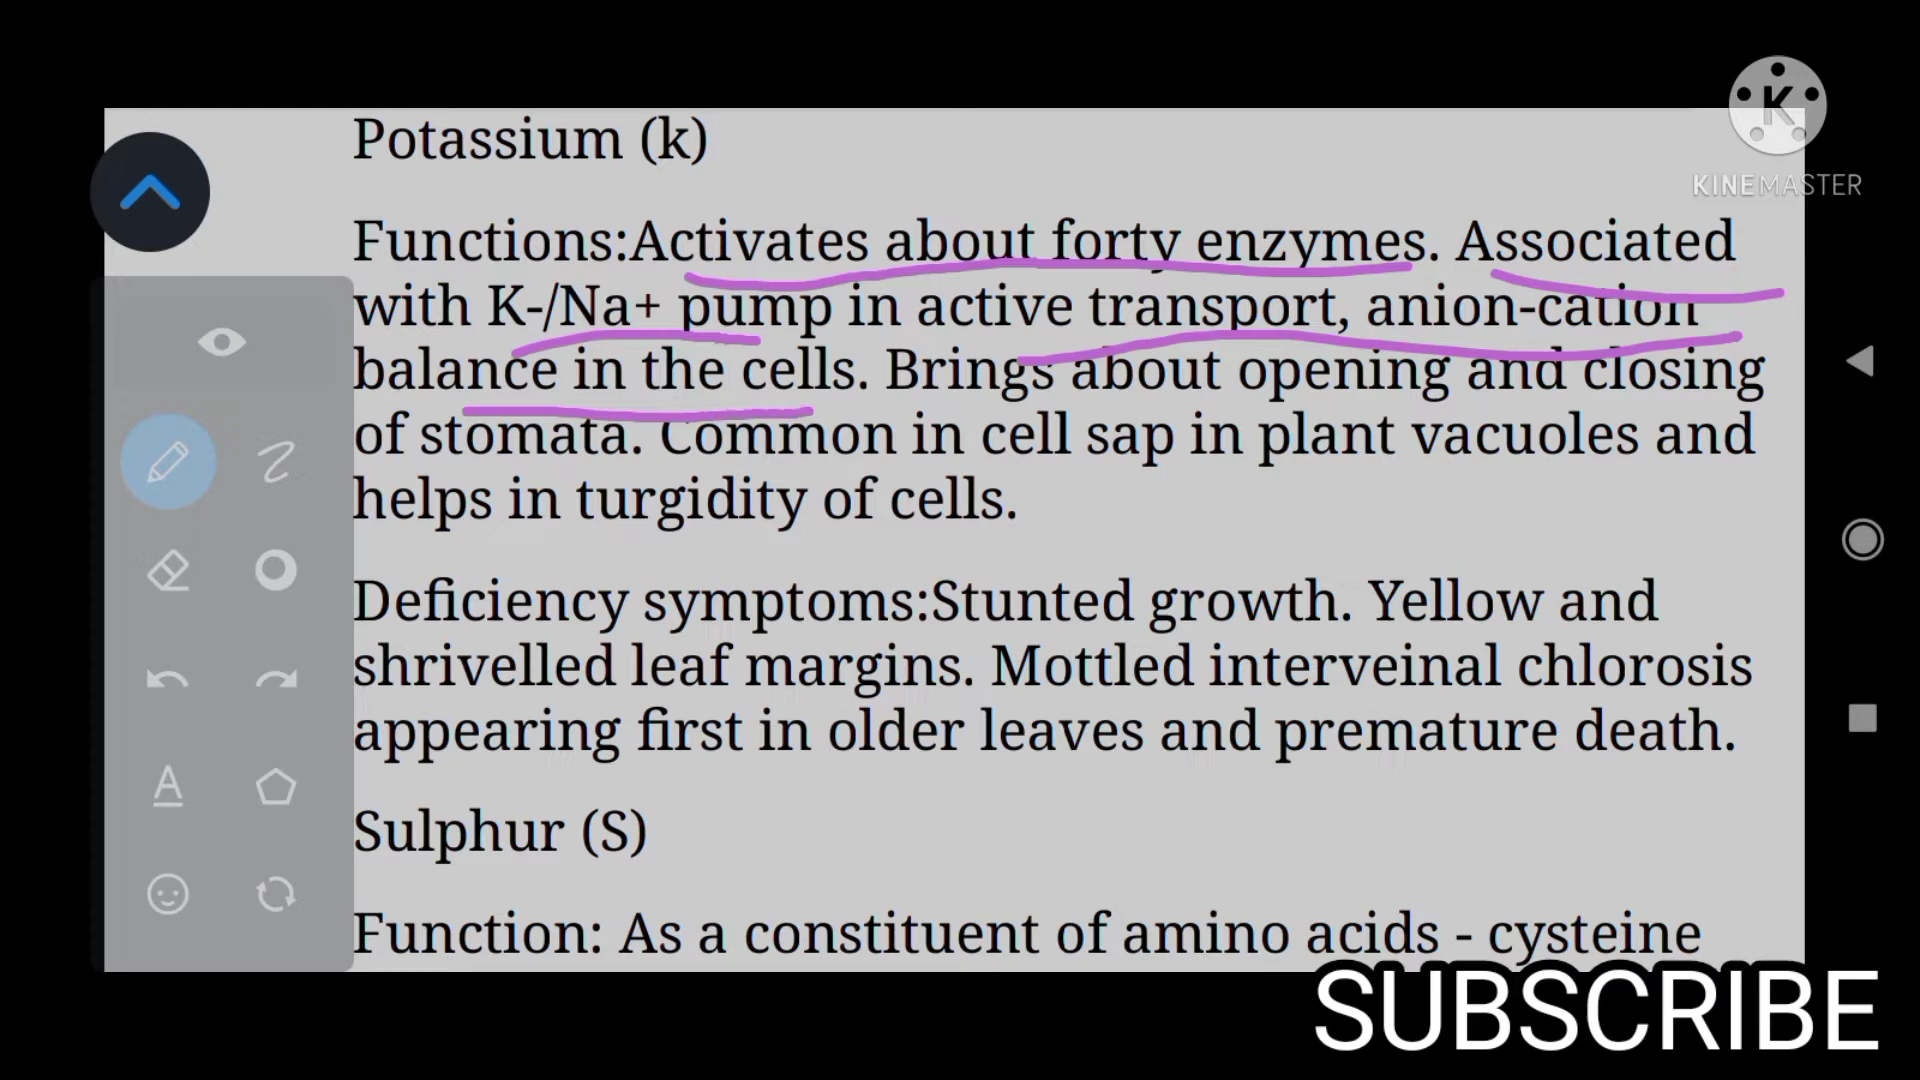 Potassium (k)
KINEMASTER
Functions:Activates about forty enzymes. Associated
with K-/Na+ pump in active transport, anion-cation
balance in the cells. Brings about opening and closing
of stomata. Common in cell sap in plant vacuoles and
helps in turgidity of cells.
Deficiency symptoms:Stunted growth. Yellow and
shrivelled leaf margins. Mottled interveinal chlorosis
appearing first in older leaves and premature death.
Sulphur (S)
Function: As a constituent of amino acids - cysteine
SUBSCRIBE